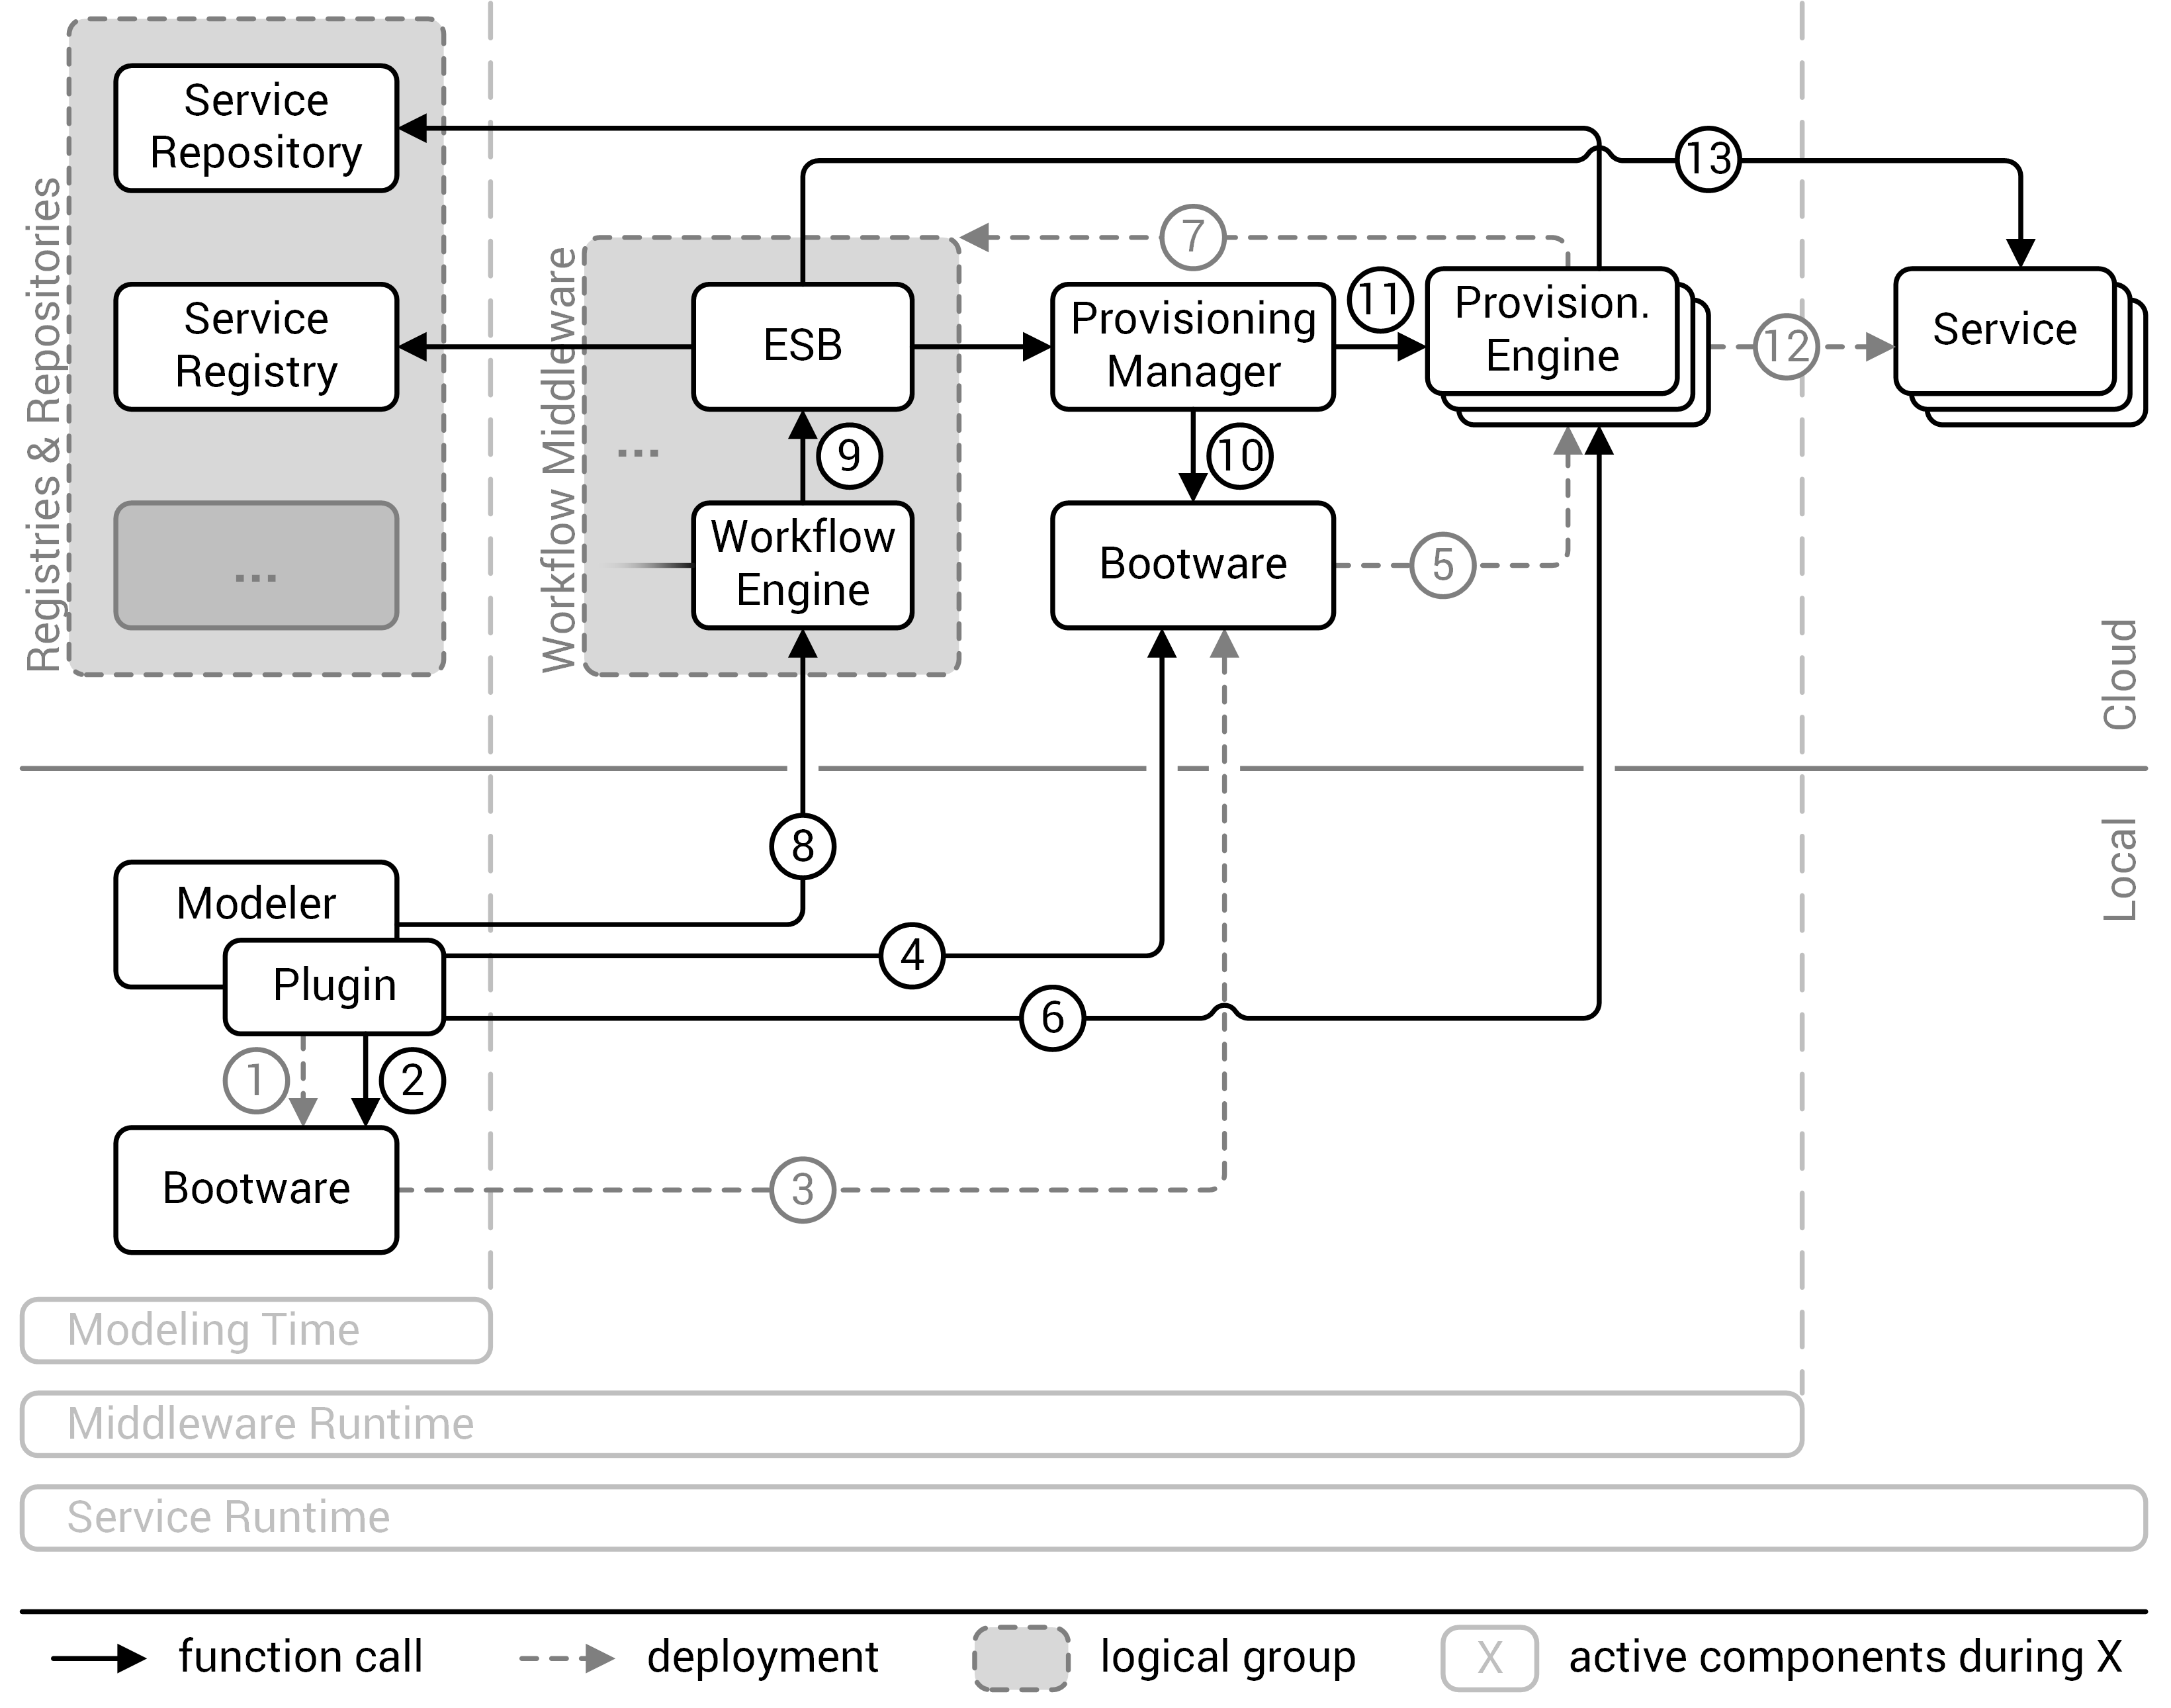 Registries & Repositories
Service
Repository
Service
Registry
...
Workflow Middleware
ESB
...
Workflow
Engine
Provisioning
Manager
Bootware
Provision.
Engine
Service
13
7
11
12
9
10
5
Cloud
Local
8
Modeler
Plugin
4
6
1
2
Bootware
3
Modeling Time
Middleware Runtime
Service Runtime
function call
deployment
logical group
X
active components during X